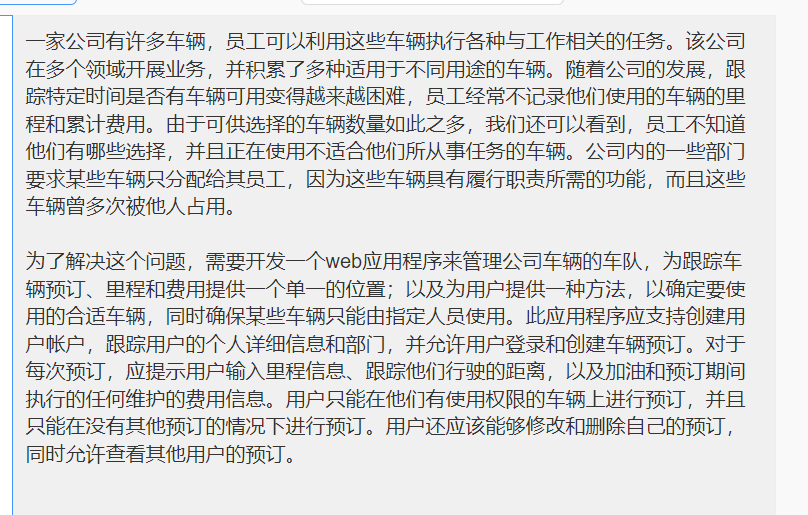 一家公司有许多车辆，员工可以利用这些车辆执行各种与工作相关的任务。该公司
在多个领域开展业务，并积累了多种适用于不同用途的车辆。随着公司的发展，跟
踪特定时间是否有车辆可用变得越来越困难，员工经常不记录他们使用的车辆的里
程和累计费用。由于可供选择的车辆数量如此之多，我们还可以看到，员工不知道
他们有哪些选择，并且正在使用不适合他们所从事任务的车辆。公司内的一些部门
要求某些车辆只分配给其员工，因为这些车辆具有履行职责所需的功能，而且这些
车辆曾多次被他人占用。
为了解决这个问题，需要开发一个web应用程序来管理公司车辆的车队，为跟踪车
辆预订、里程和费用提供一个单一的位置；以及为用户提供一种方法，以确定要使
用的合适车辆，同时确保某些车辆只能由指定人员使用。此应用程序应支持创建用
户帐户，跟踪用户的个人详细信息和部门，并允许用户登录和创建车辆预订。对于
每次预订，应提示用户输入里程信息、跟踪他们行驶的距离，以及加油和预订期间
执行的任何维护的费用信息。用户只能在他们有使用权限的车辆上进行预订，并且
只能在没有其他预订的情况下进行预订。用户还应该能够修改和删除自己的预订，
同时允许查看其他用户的预订。